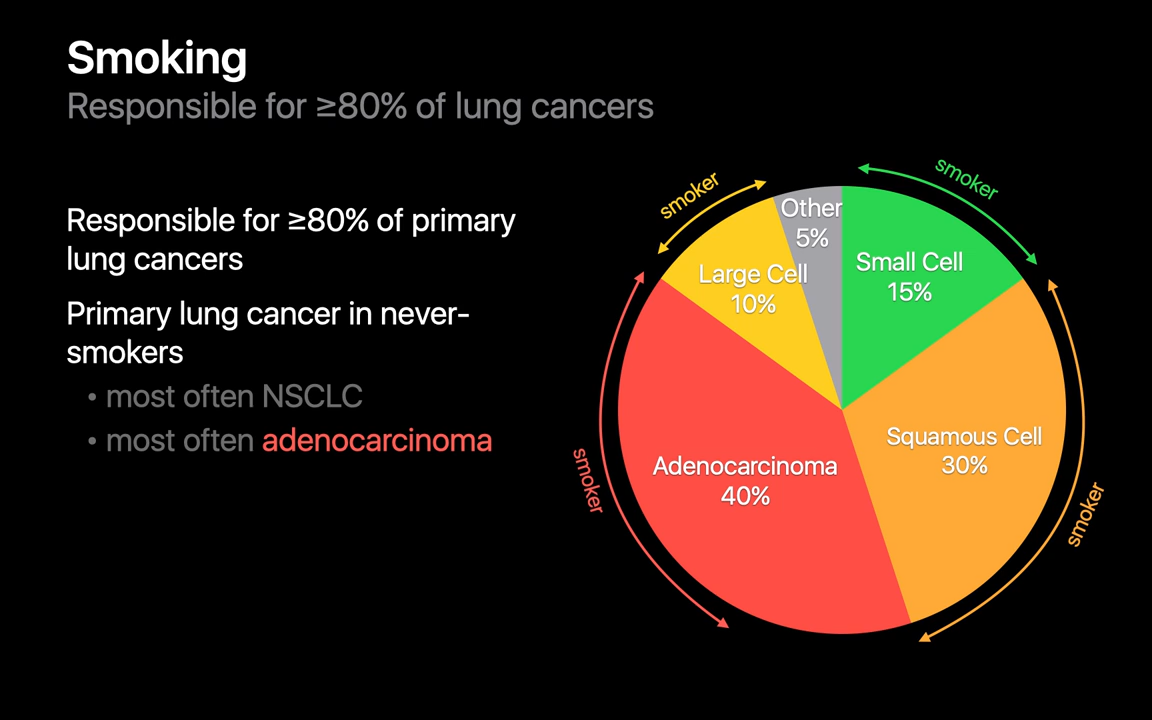 Smoking
Responsible for ≥80% of lung cancers
Responsible for ≥80% of primary
lung cancers
Primary lung cancer in never-
smokers
• most often NSCLC
• most often adenocarcinoma
smoker
smoker
Other
5%
Small Cell
15%
Large Cell
10%
Squamous Cell
30%
Adenocarcinoma
40%
smoker
smoker